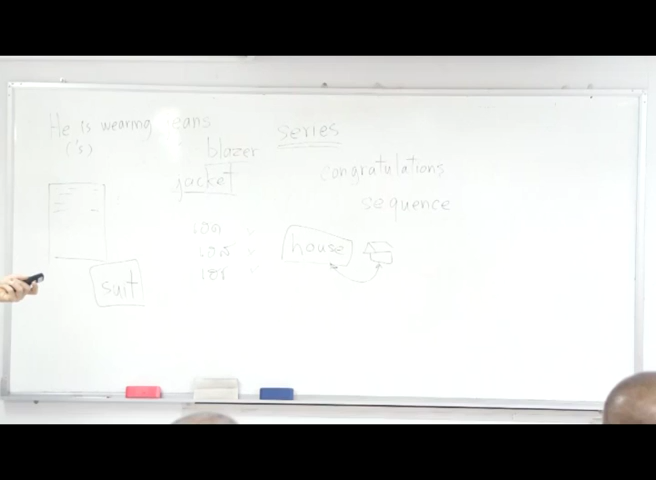 He is wearing jeans
('s)
series
blazer
jacket
congratulations
sequence
house
suit